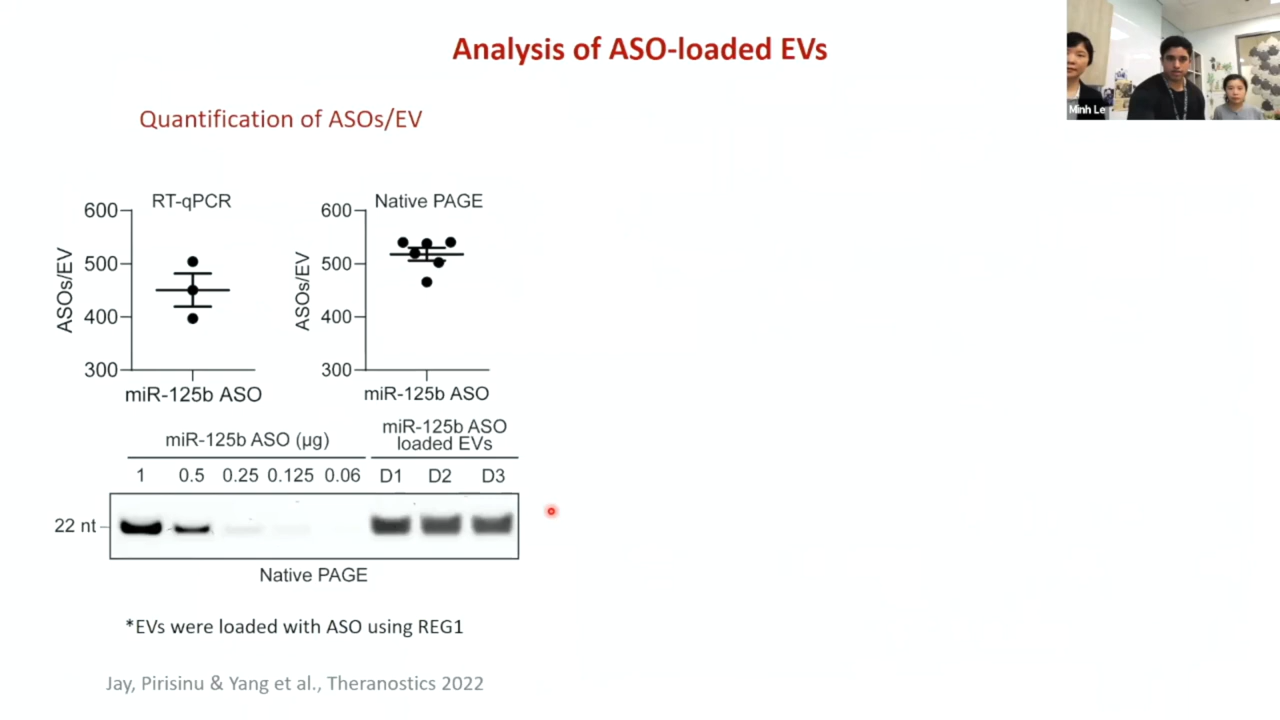 Analysis of ASO-loaded EVs
Minh Le
Quantification of ASOs/EV
RT-qPCR
600
500
400
300
ASOs/EV
miR-125b ASO
Native PAGE
600
500
400
300
ASOs/EV
miR-125b ASO
miR-125b ASO (µg)
miR-125b ASO
loaded EVs
1 0.5 0.25 0.125 0.06 D1 D2 D3
22 nt
Native PAGE
*EVs were loaded with ASO using REG1
Jay, Pirisinu & Yang et al., Theranostics 2022